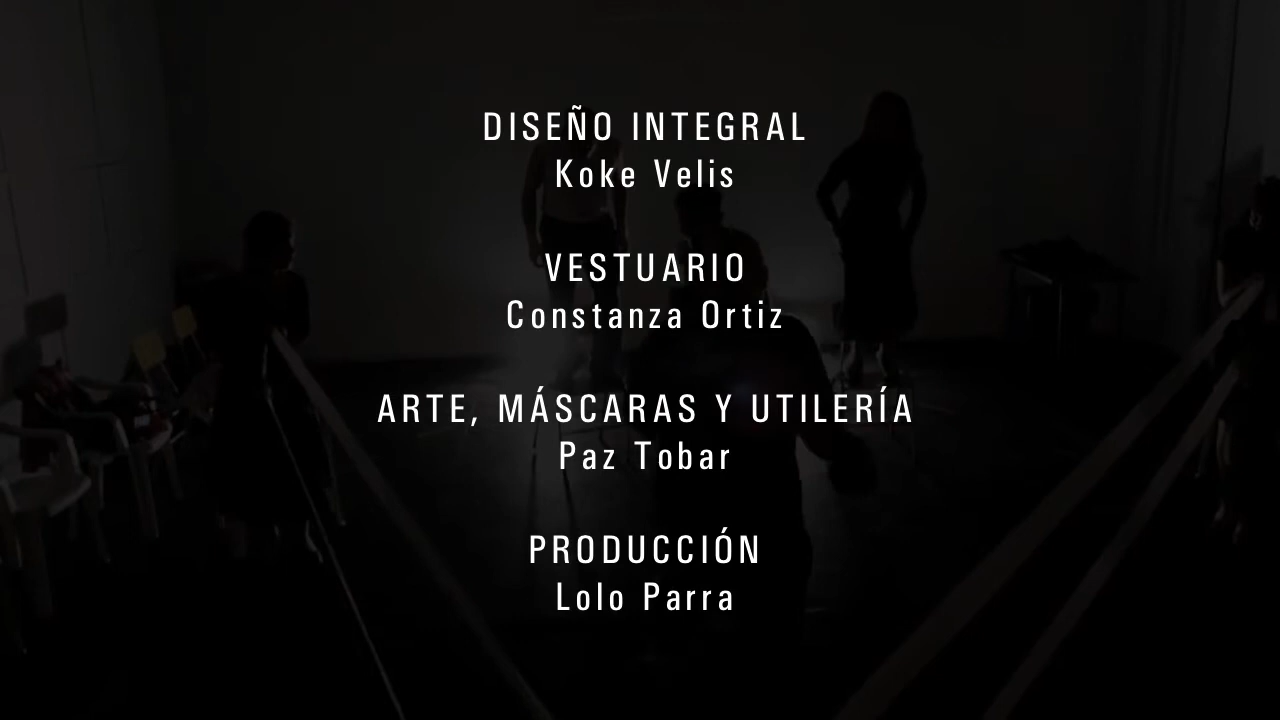 DISEÑO INTEGRAL
Koke Velis
VESTUARIO
Constanza Ortiz
ARTE, MÁSCARAS Y UTILERÍA
Paz Tobar
PRODUCCIÓN
Lolo Parra